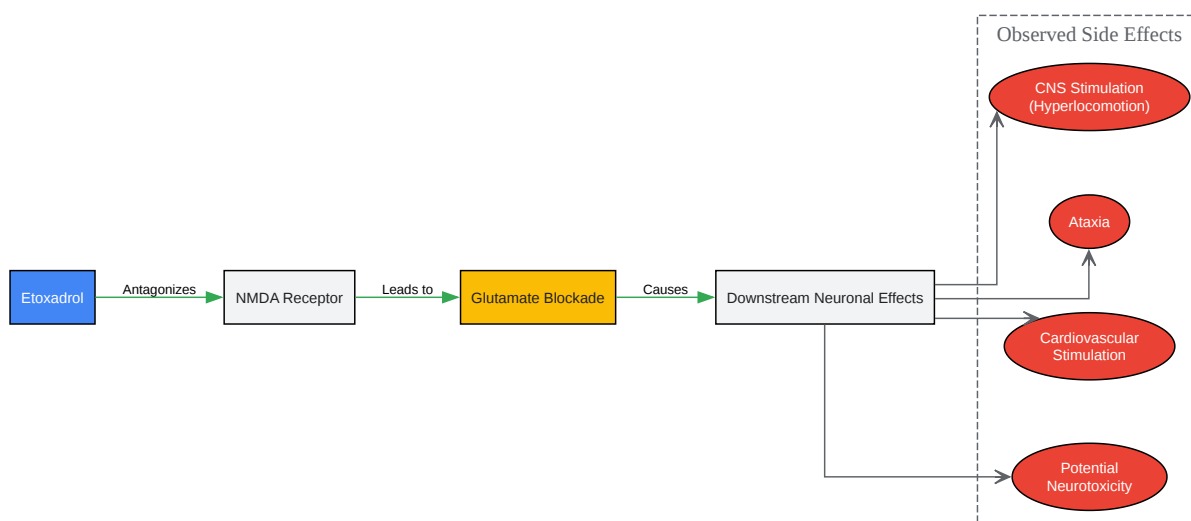 Observed Side Effects
CNS Stimulation
(Hyperlocomotion)
Ataxia
Etoxadrol
Antagonizes
NMDA Receptor
Leads to
Glutamate Blockade
Causes
Downstream Neuronal Effects
Cardiovascular
Stimulation
Potential
Neurotoxicity